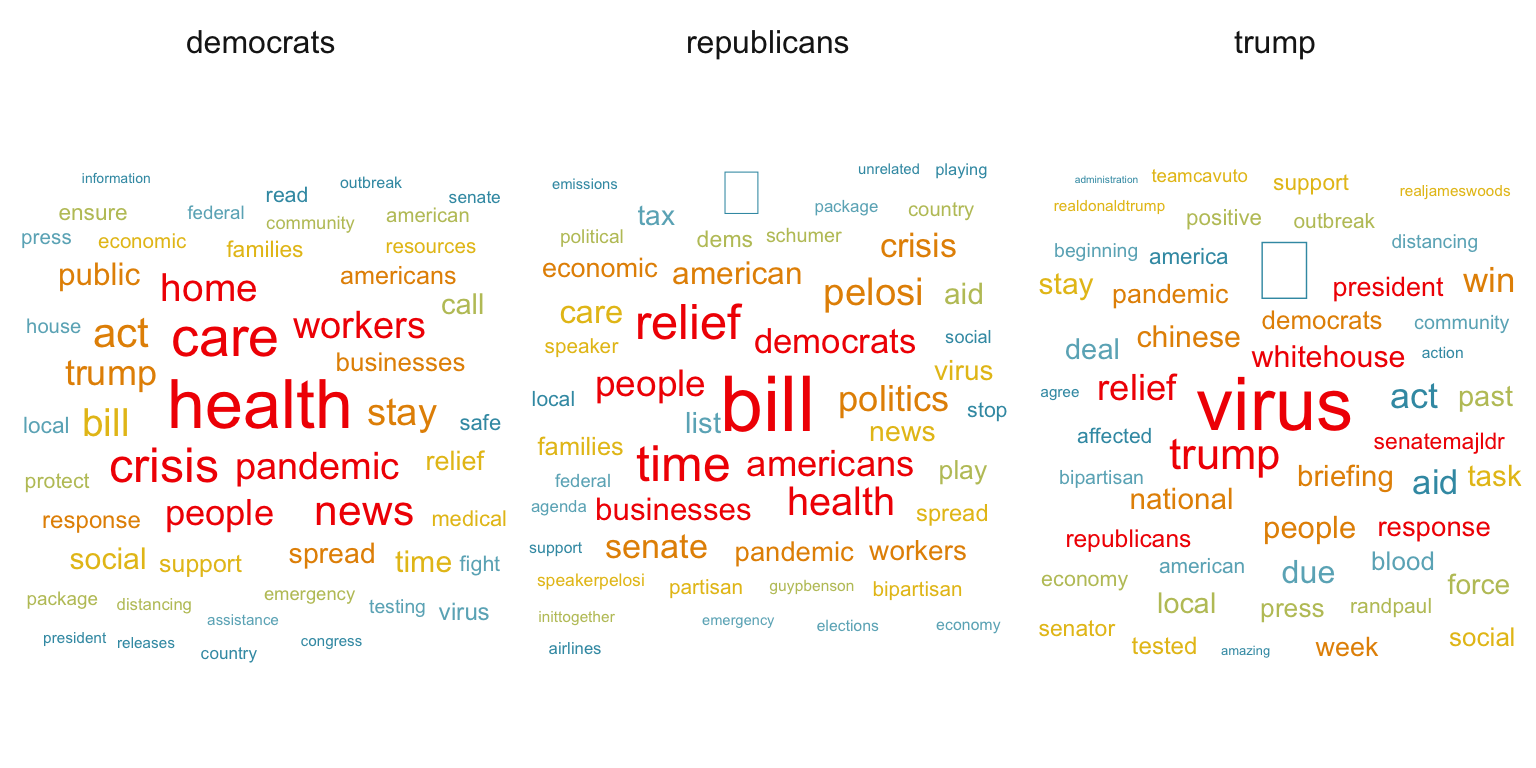 democrats
republicans
trump
information
outbreak
read
senate
ensure
federal
community
american
press
economic
families
resources
public
home
americans
call
house
act
care
workers
trump
businesses
health
stay
safe
local
bill
crisis
pandemic
relief
protect
response
people
news
medical
social
support
spread
time
fight
package
distancing
emergency
testing
virus
assistance
president
releases
country
congress
emissions
unrelated
playing
tax
package
country
political
dems
schumer
crisis
economic
american
pelosi
aid
care
relief
democrats
social
speaker
people
virus
local
list
bill
politics
stop
news
families
time
americans
play
federal
agenda
businesses
health
spread
support
senate
pandemic
workers
speakerpelosi
partisan
guypbenson
bipartisan
inittogether
emergency
elections
economy
airlines
administration
teamcavuto
support
realjameswoods
realdonaldtrump
positive
outbreak
beginning
america
distancing
stay
pandemic
president
win
chinese
democrats
community
deal
whitehouse
action
agree
relief
virus
act
past
affected
trump
senatemajldr
bipartisan
briefing
aid
task
national
people
response
republicans
american
due
blood
economy
force
local
press
randpaul
senator
tested
amazing
week
social